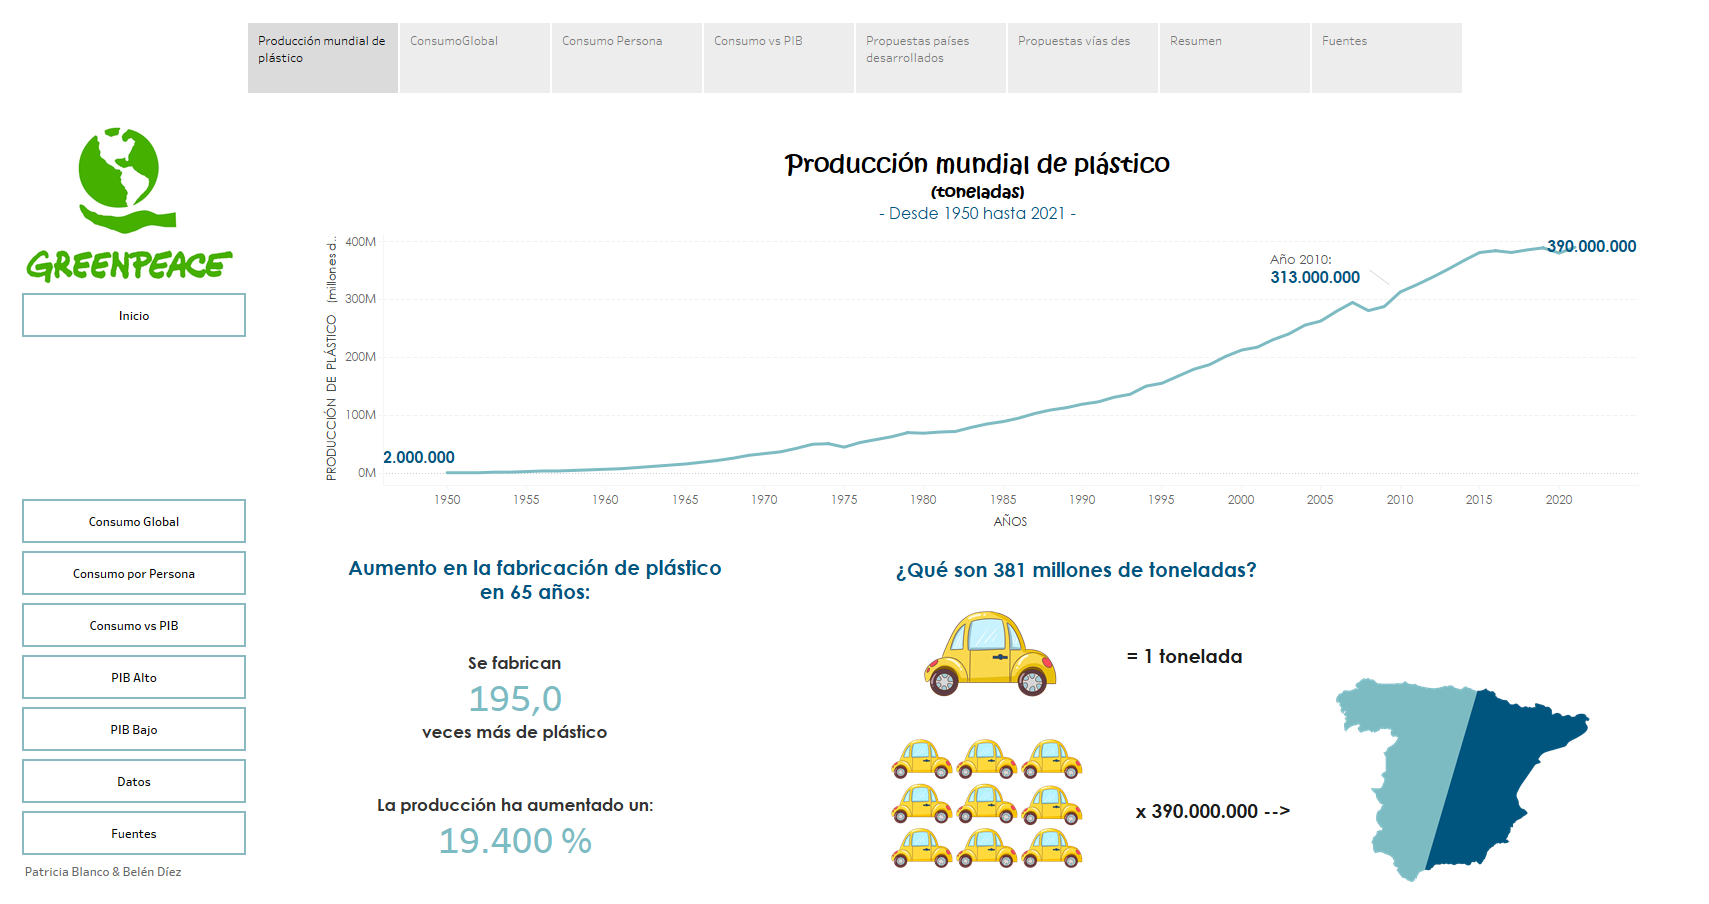 Producción mundial de
plástico
ConsumoGlobal
Consumo Persona
Consumo vs PIB
Propuestas países
desarrollados
Propuestas vías des
Resumen
Fuentes
GREENPEACE
Inicio
Consumo Global
Consumo por Persona
Consumo vs PIB
PIB Alto
PIB Bajo
Datos
Fuentes
Patricia Blanco & Belén Díez
Producción mundial de plástico
(toneladas)
- Desde 1950 hasta 2021 -
PRODUCCIÓN DE PLÁSTICO (millones d...
400M
300M
200M
100M
0M
2.000.000
Año 2010:
313.000.000
390.000.000
1950 1955 1960 1965 1970 1975 1980 1985 1990 1995 2000 2005 2010 2015 2020
AÑOS
Aumento en la fabricación de plástico
en 65 años:
Se fabrican
195,0
veces más de plástico
La producción ha aumentado un:
19.400 %
¿Qué son 381 millones de toneladas?
= 1 tonelada
x 390.000.000 -->